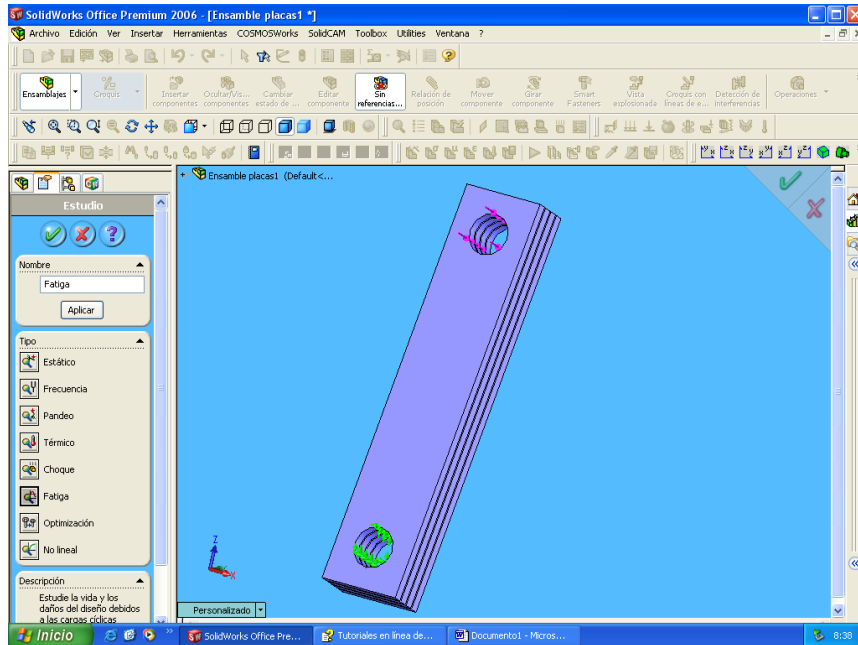 SolidWorks Office Premium 2006 - [Ensamble placas1 *]
Archivo Edición Ver Insertar Herramientas COSMOSWorks SolidCAM Toolbox Utilities Ventana ?
Ensamblajes Croquis Insertar componentes Ocultar/Vis... componentes Cambiar estado de ... Editar componente Sin referencias... Relación de posición Mover componente Girar componente Smart Fasteners Vista explosionada Croquis con líneas de e... Detección de interferencias Operaciones
Ensamble placas1 (Default<...
Estudio
Nombre
Fatiga
Aplicar
Tipo
Estático
Frecuencia
Pandeo
Térmico
Choque
Fatiga
Optimización
No lineal
Descripción
Estudie la vida y los
daños del diseño debidos
a las cargas cíclicas
Z
X
Personalizado
Inicio SolidWorks Office Pre... Tutoriales en línea de... Documento1 - Micros... 8:38